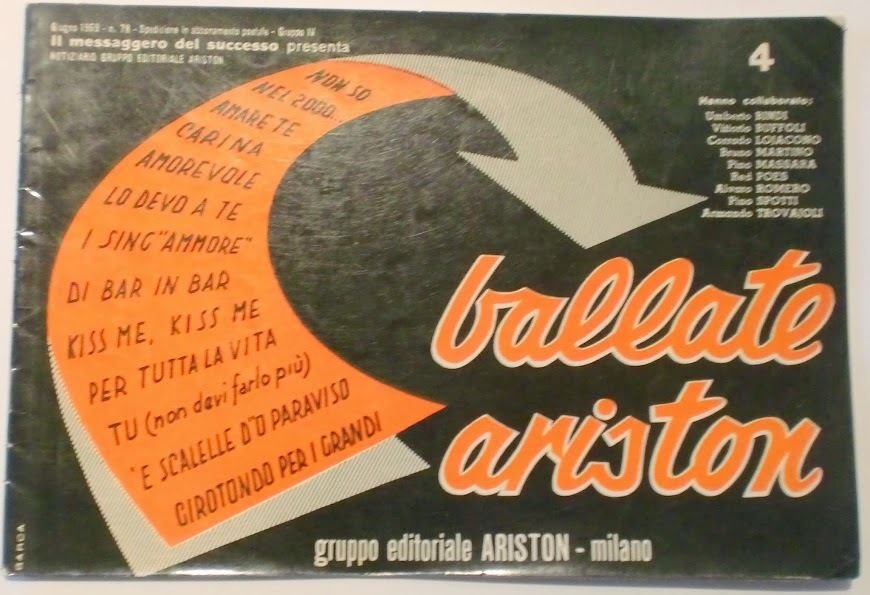 Giugno 1959 - n. 78 - Spedizione in abbonamento postale - Gruppo IV
Il messaggero del successo presenta
NOTIZIARIO GRUPPO EDITORIALE ARISTON
4
Hanno collaborato:
Umberto BINDI
Vittorio BUFFOLI
Corrado LOJACONO
Bruno MARTINO
Pino MASSARA
Red POES
Alvaro ROMERO
Pino SPOTTI
Armando TROVAJOLI
NON SO
NEL 2000...
AMARE TE
CARINA
AMOREVOLE
LO DEVO A TE
I SING "AMMORE"
DI BAR IN BAR
KISS ME, KISS ME
PER TUTTA LA VITA
TU (non devi farlo più)
'E SCALELLE D''O PARAVISO
GIROTONDO PER I GRANDI
ballate
ariston
gruppo editoriale ARISTON - milano
BARCA